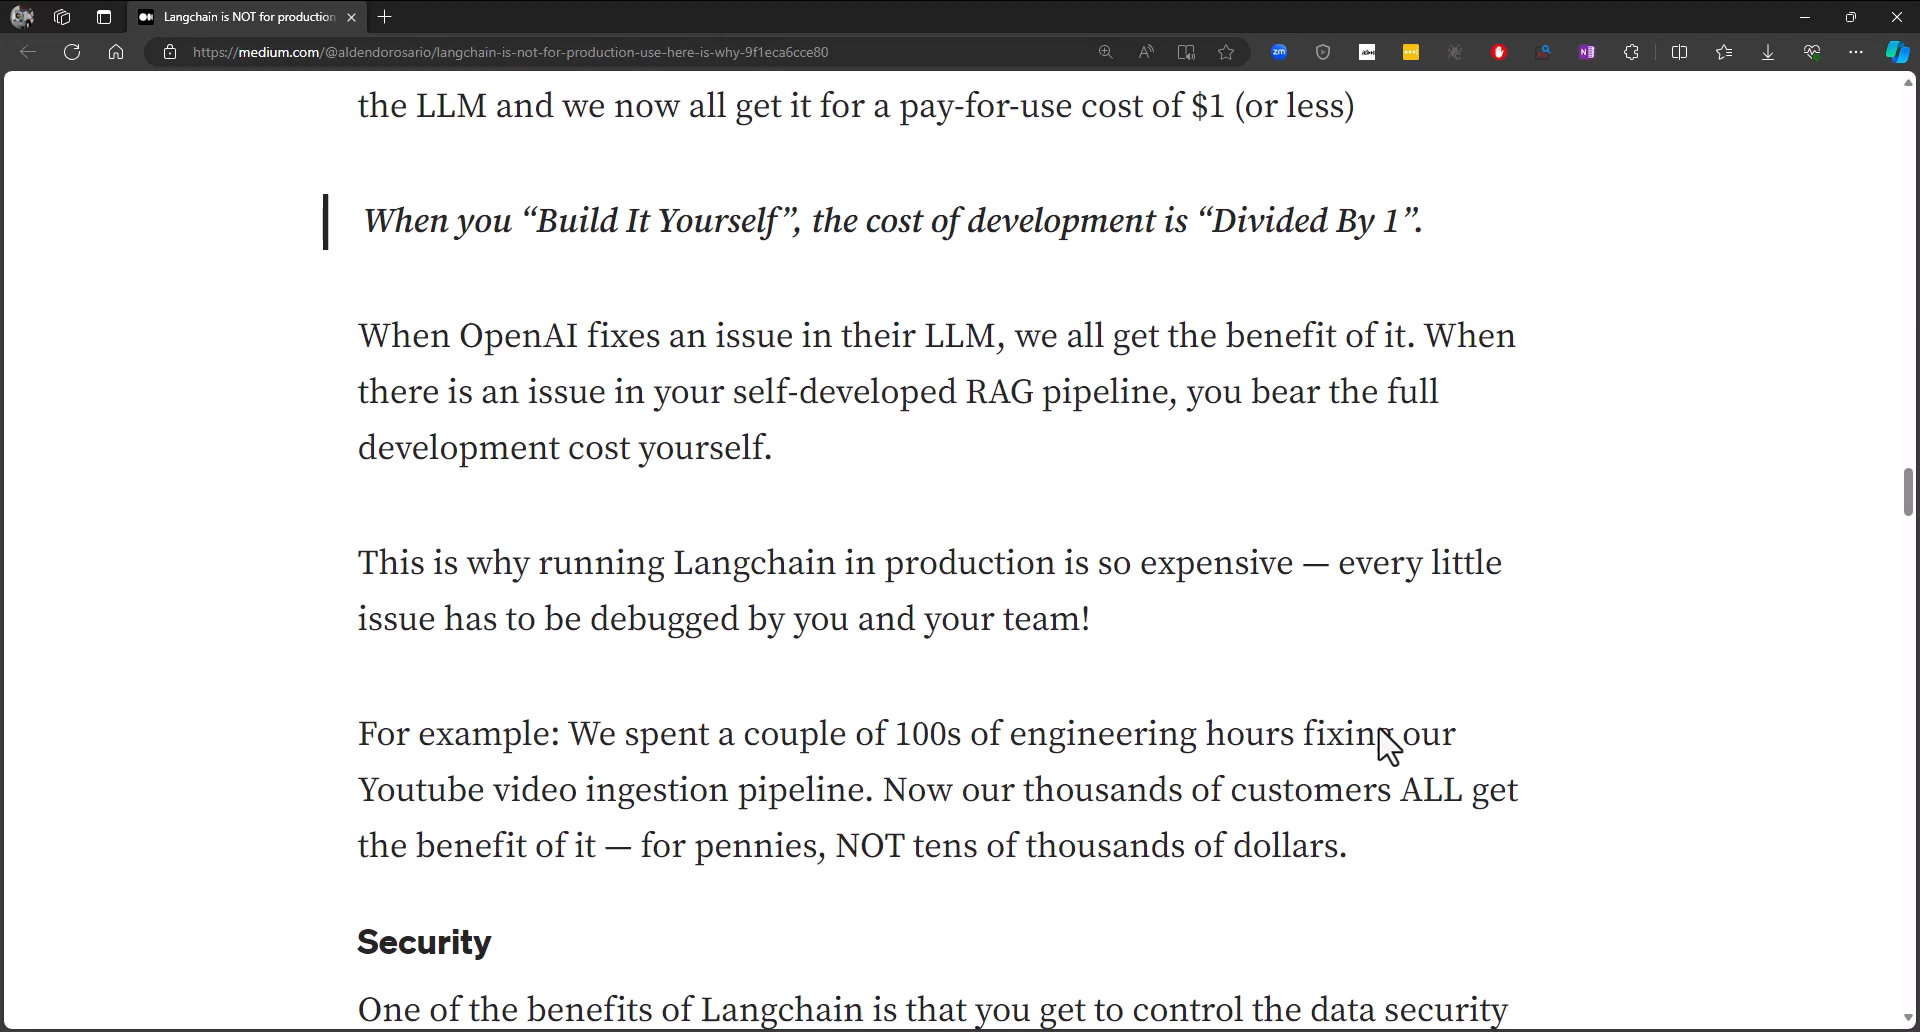 Langchain is NOT for production
https://medium.com/@aldendorosario/langchain-is-not-for-production-use-here-is-why-9f1eca6cce80
the LLM and we now all get it for a pay-for-use cost of $1 (or less)
When you “Build It Yourself”, the cost of development is “Divided By 1”.
When OpenAI fixes an issue in their LLM, we all get the benefit of it. When
there is an issue in your self-developed RAG pipeline, you bear the full
development cost yourself.
This is why running Langchain in production is so expensive — every little
issue has to be debugged by you and your team!
For example: We spent a couple of 100s of engineering hours fixing our
Youtube video ingestion pipeline. Now our thousands of customers ALL get
the benefit of it — for pennies, NOT tens of thousands of dollars.
Security
One of the benefits of Langchain is that you get to control the data security